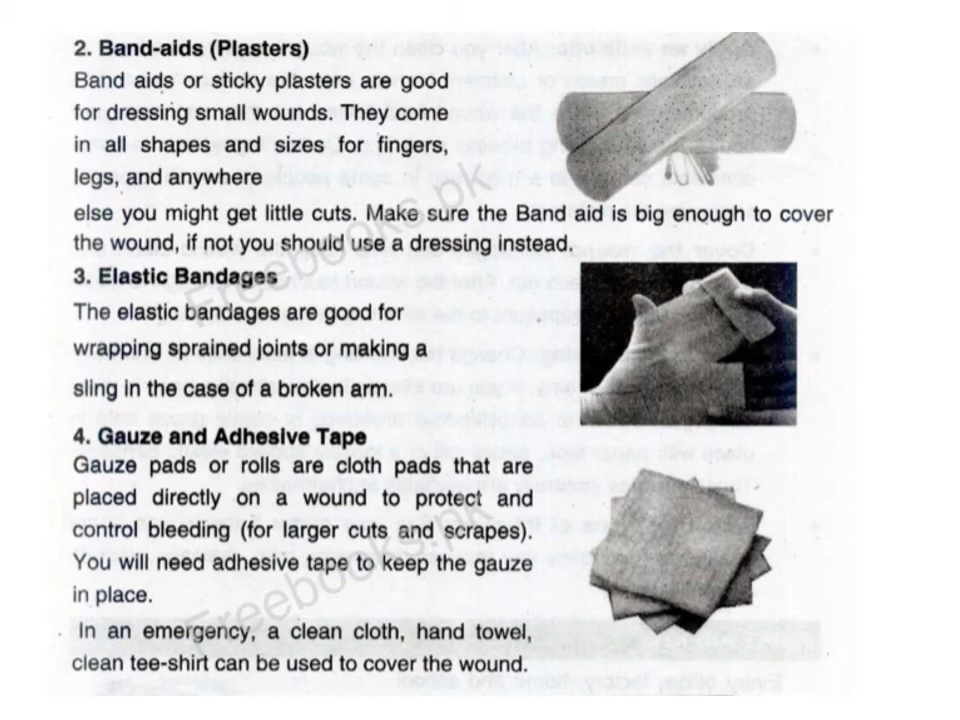 2. Band-aids (Plasters)
Band aids or sticky plasters are good
for dressing small wounds. They come
in all shapes and sizes for fingers,
legs, and anywhere
else you might get little cuts. Make sure the Band aid is big enough to cover
the wound, if not you should use a dressing instead.
3. Elastic Bandages
The elastic bandages are good for
wrapping sprained joints or making a
sling in the case of a broken arm.
4. Gauze and Adhesive Tape
Gauze pads or rolls are cloth pads that are
placed directly on a wound to protect and
control bleeding (for larger cuts and scrapes).
You will need adhesive tape to keep the gauze
in place.
In an emergency, a clean cloth, hand towel,
clean tee-shirt can be used to cover the wound.
Freebooks.pk
Freebooks.pk